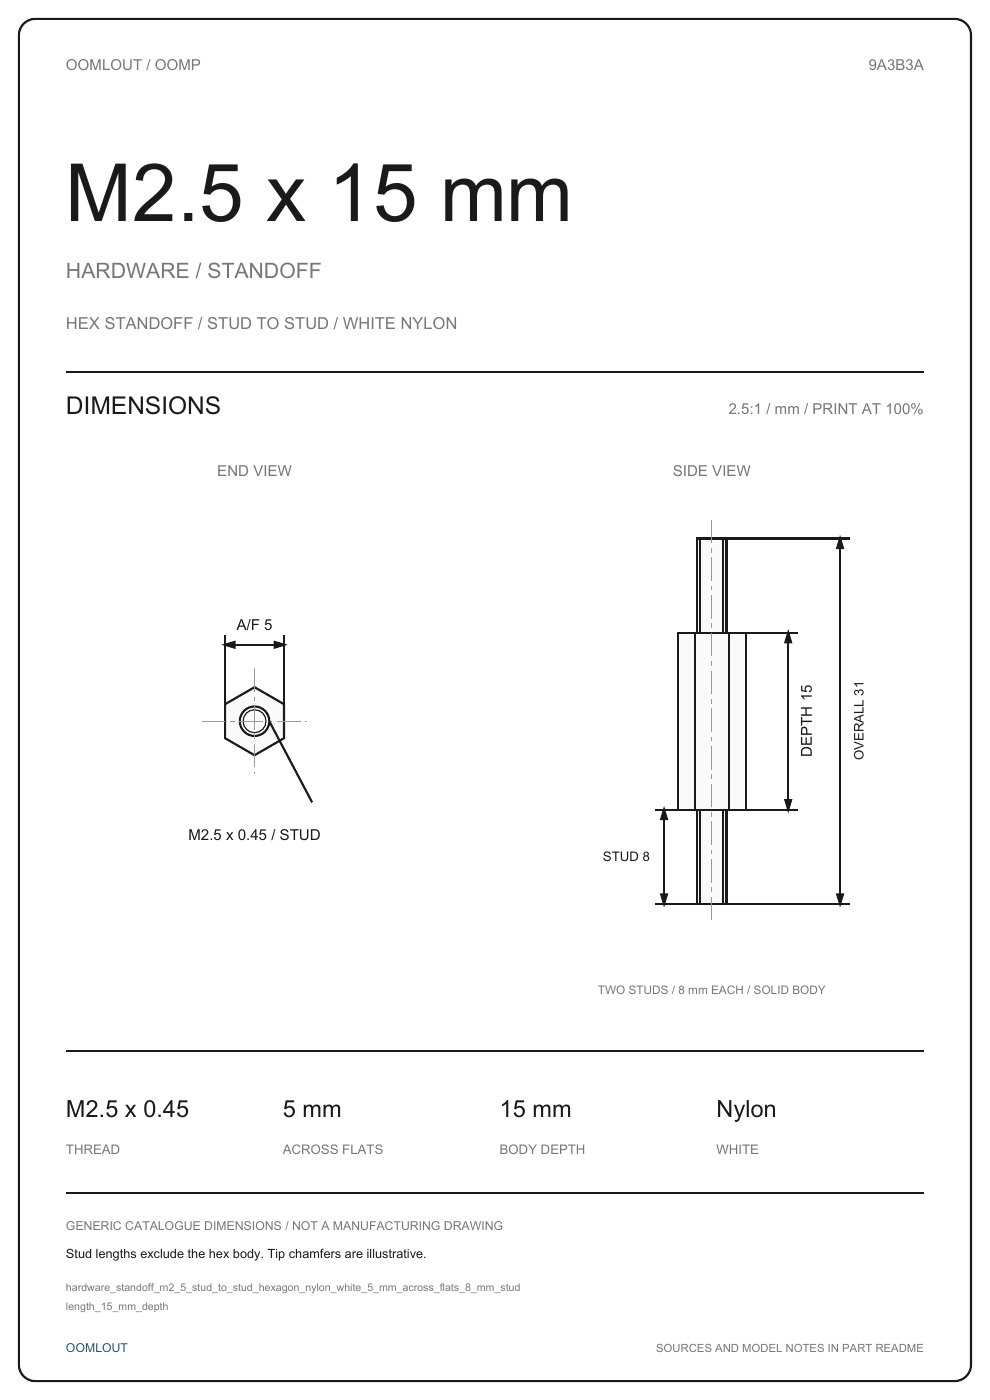 OOMLOUT / OOMP
9A3B3A
M2.5 x 15 mm
HARDWARE / STANDOFF
HEX STANDOFF / STUD TO STUD / WHITE NYLON
DIMENSIONS
2.5:1 / mm / PRINT AT 100%
END VIEW
SIDE VIEW
A/F 5
M2.5 x 0.45 / STUD
DEPTH 15
OVERALL 31
STUD 8
TWO STUDS / 8 mm EACH / SOLID BODY
M2.5 x 0.45
THREAD
5 mm
ACROSS FLATS
15 mm
BODY DEPTH
Nylon
WHITE
GENERIC CATALOGUE DIMENSIONS / NOT A MANUFACTURING DRAWING
Stud lengths exclude the hex body. Tip chamfers are illustrative.
hardware_standoff_m2_5_stud_to_stud_hexagon_nylon_white_5_mm_across_flats_8_mm_stud
length_15_mm_depth
OOMLOUT
SOURCES AND MODEL NOTES IN PART README